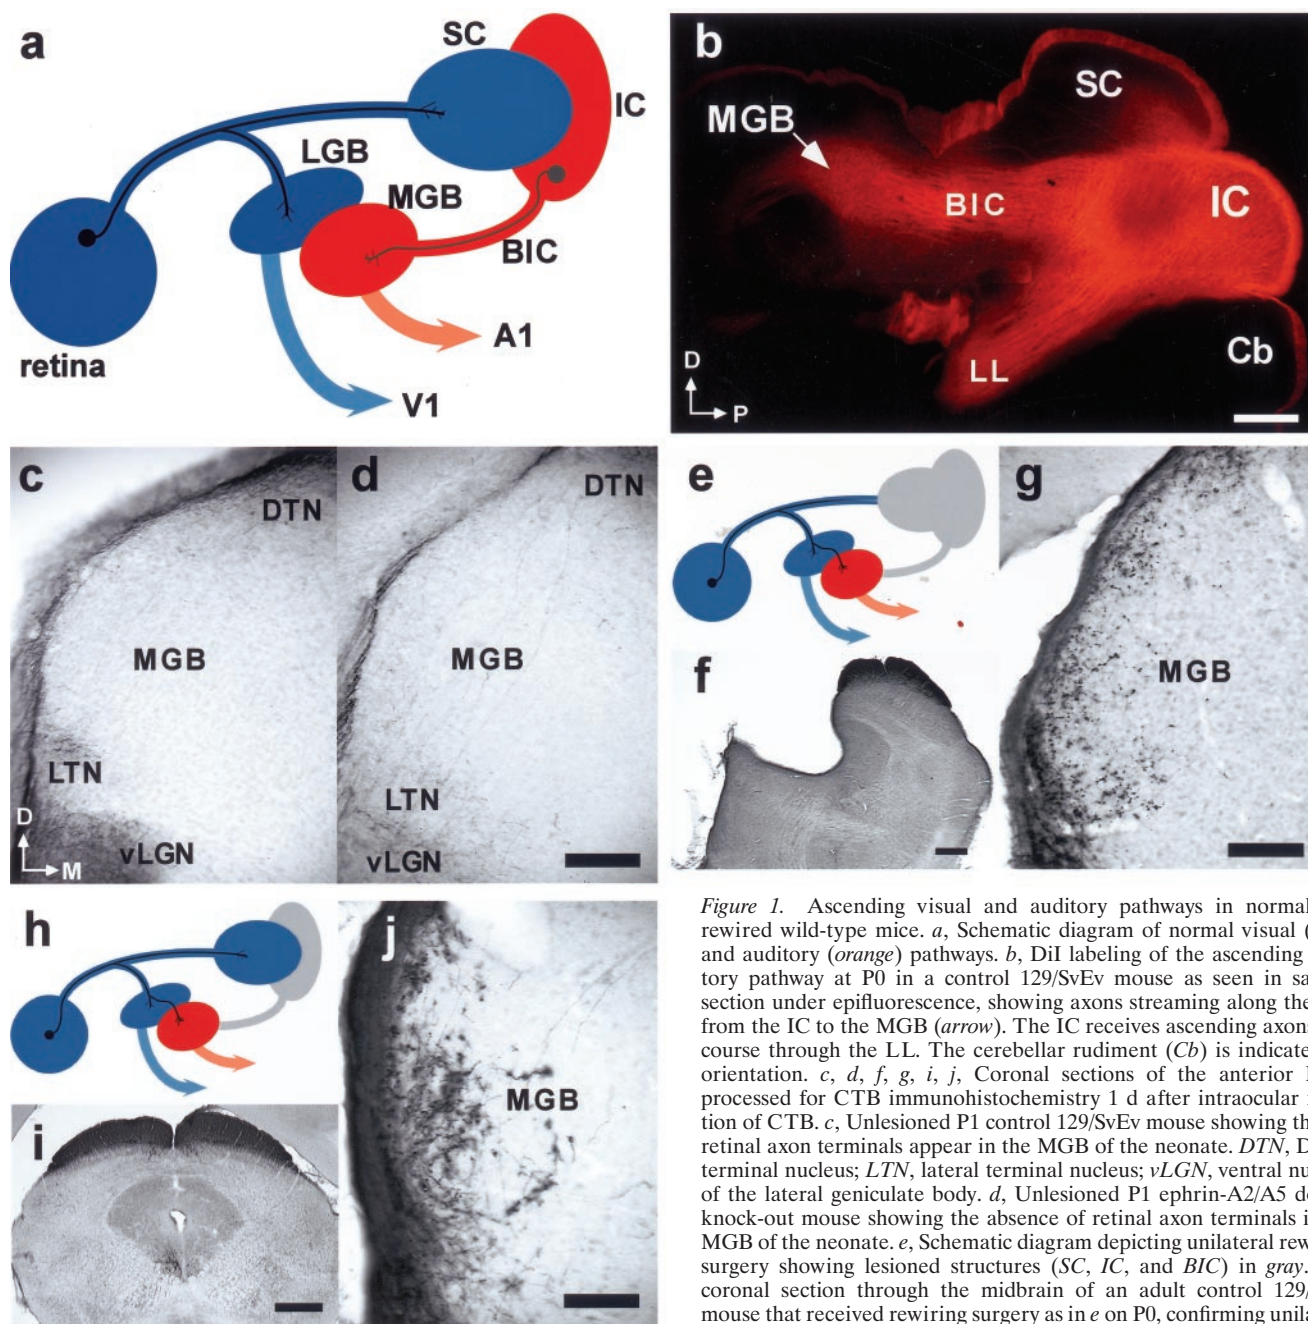 a
SC
IC
LGB
MGB
BIC
retina
A1
V1
b
SC
MGB
BIC
IC
LL
Cb
D
P
c
DTN
MGB
LTN
D
vLGN
M
d
DTN
MGB
LTN
vLGN
e
f
g
MGB
h
i
j
MGB
Figure 1. Ascending visual and auditory pathways in normal
rewired wild-type mice. a, Schematic diagram of normal visual (
and auditory (orange) pathways. b, DiI labeling of the ascending
tory pathway at P0 in a control 129/SvEv mouse as seen in sa
section under epifluorescence, showing axons streaming along the
from the IC to the MGB (arrow). The IC receives ascending axons
course through the LL. The cerebellar rudiment (Cb) is indicate
orientation. c, d, f, g, i, j, Coronal sections of the anterior
processed for CTB immunohistochemistry 1 d after intraocular
tion of CTB. c, Unlesioned P1 control 129/SvEv mouse showing th
retinal axon terminals appear in the MGB of the neonate. DTN, D
terminal nucleus; LTN, lateral terminal nucleus; vLGN, ventral nu
of the lateral geniculate body. d, Unlesioned P1 ephrin-A2/A5 do
knock-out mouse showing the absence of retinal axon terminals i
MGB of the neonate. e, Schematic diagram depicting unilateral rew
surgery showing lesioned structures (SC, IC, and BIC) in gray.
coronal section through the midbrain of an adult control 129/
mouse that received rewiring surgery as in e on P0, confirming unila